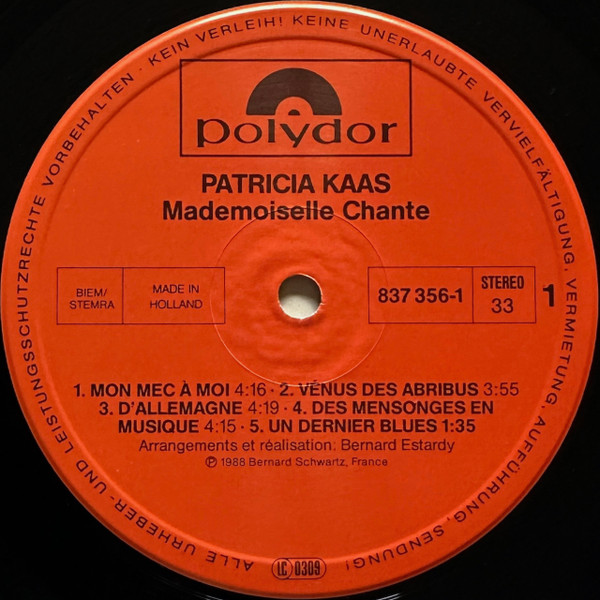 ALLE URHEBER- UND LEISTUNGSSCHUTZRECHTE VORBEHALTEN · KEIN VERLEIH! KEINE UNERLAUBTE VERVIELFÄLTIGUNG, VERMIETUNG, AUFFÜHRUNG, SENDUNG!
polydor
PATRICIA KAAS
Mademoiselle Chante
BIEM/
STEMRA
MADE IN
HOLLAND
837 356-1
STEREO
33
1
1. MON MEC À MOI 4:16 · 2. VÉNUS DES ABRIBUS 3:55
3. D'ALLEMAGNE 4:19 · 4. DES MENSONGES EN
MUSIQUE 4:15 · 5. UN DERNIER BLUES 1:35
Arrangements et réalisation: Bernard Estardy
℗ 1988 Bernard Schwartz, France
LC 0309